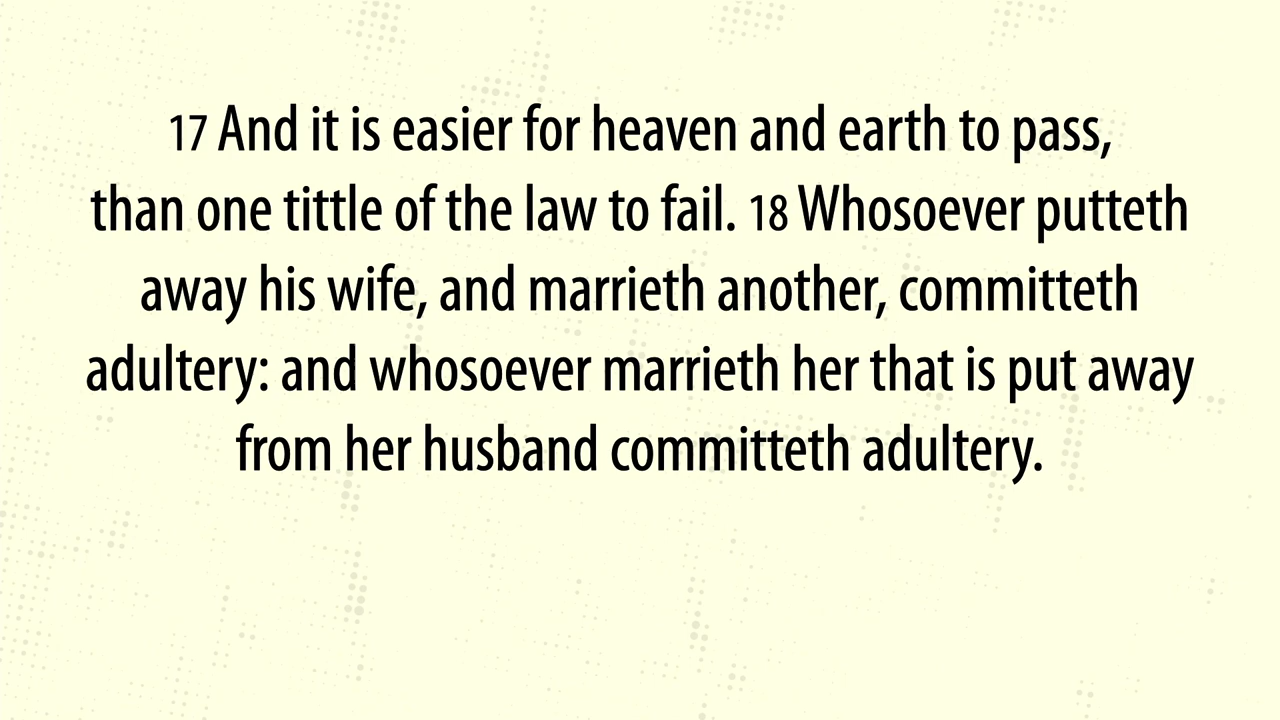 17 And it is easier for heaven and earth to pass,
than one tittle of the law to fail. 18 Whosoever putteth
away his wife, and marrieth another, committeth
adultery: and whosoever marrieth her that is put away
from her husband committeth adultery.